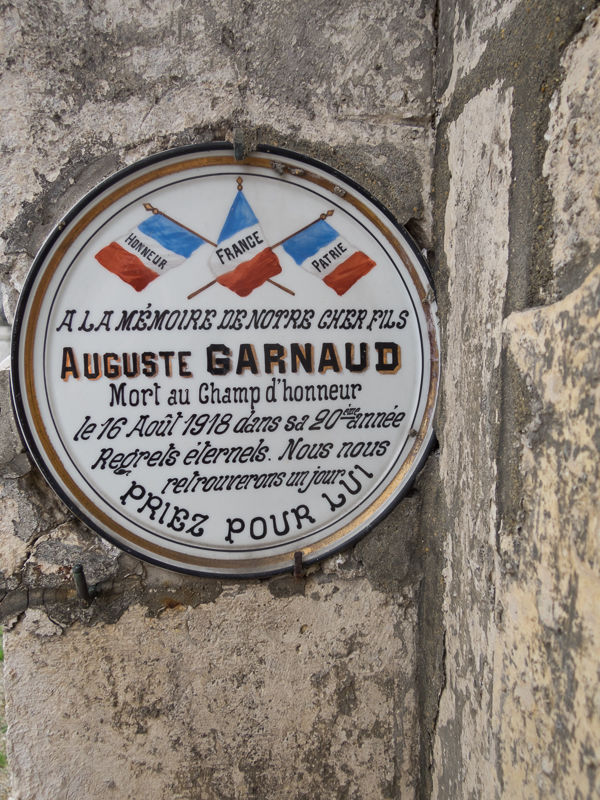 HONNEUR
FRANCE
PATRIE
A LA MÉMOIRE DE NOTRE CHER FILS
AUGUSTE GARNAUD
Mort au Champ d'honneur
le 16 Août 1918 dans sa 20ème année
Regrets éternels. Nous nous
retrouverons un jour
PRIEZ POUR LUI